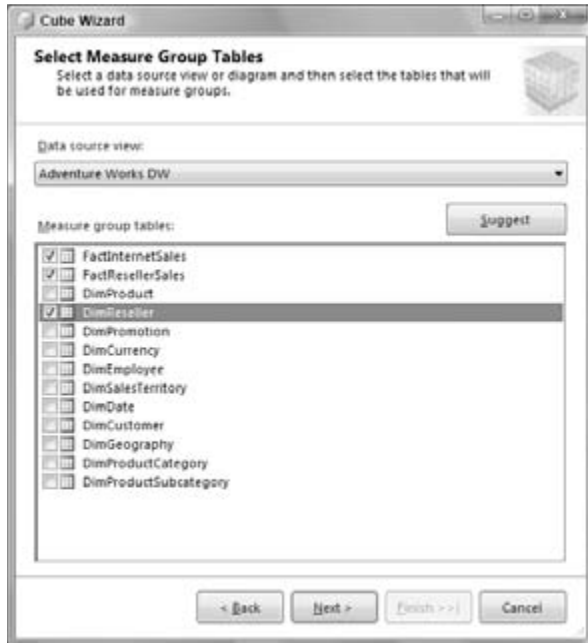 Cube Wizard
Select Measure Group Tables
Select a data source view or diagram and then select the tables that will
be used for measure groups.
Data source view:
Adventure Works DW
Measure group tables:
Suggest
FactInternetSales
FactResellerSales
DimProduct
DimReseller
DimPromotion
DimCurrency
DimEmployee
DimSalesTerritory
DimDate
DimCustomer
DimGeography
DimProductCategory
DimProductSubcategory
< Back
Next >
Finish >>|
Cancel